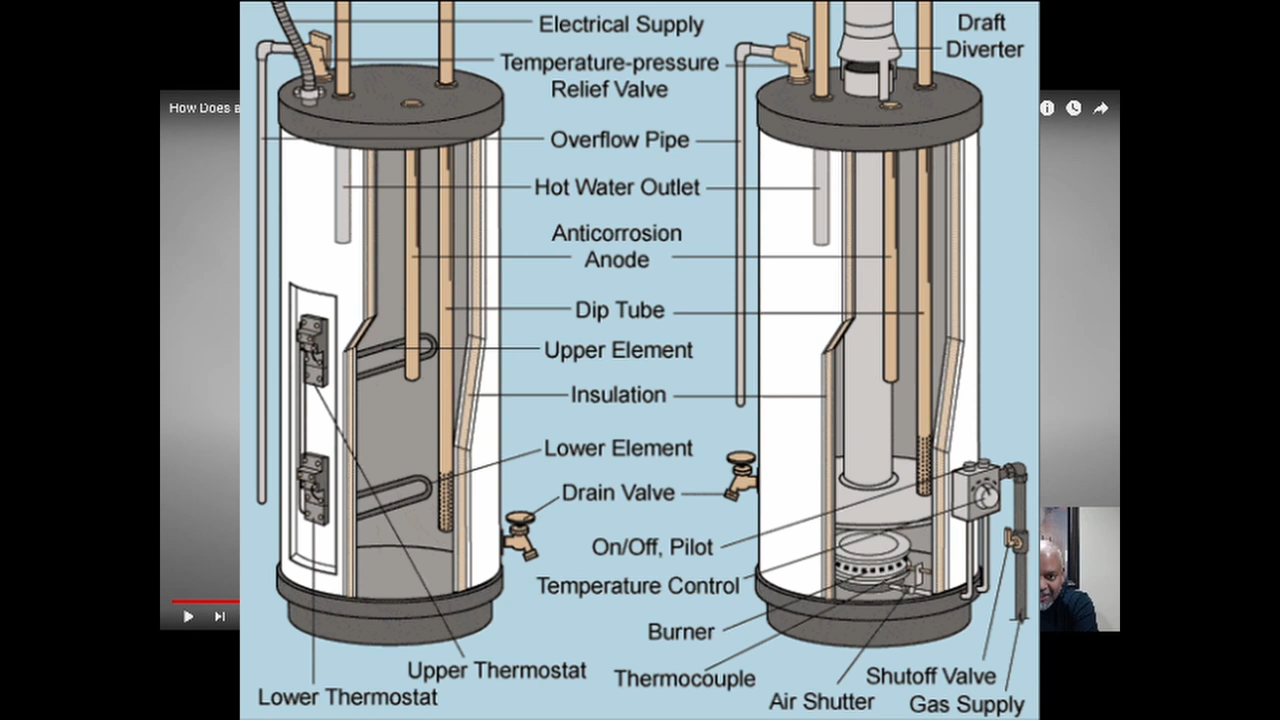 Electrical Supply
Draft
Diverter
Temperature-pressure
Relief Valve
How Does a
Overflow Pipe
Hot Water Outlet
Anticorrosion
Anode
Dip Tube
Upper Element
Insulation
Lower Element
Drain Valve
On/Off, Pilot
Temperature Control
Burner
Upper Thermostat
Thermocouple
Shutoff Valve
Lower Thermostat
Air Shutter
Gas Supply